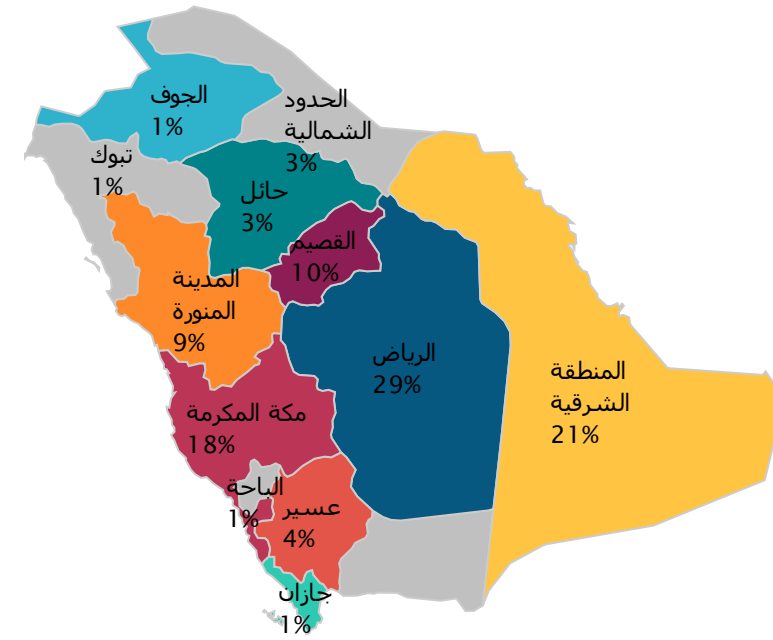 الجوف
1%
الحدود
الشمالية
3%
تبوك
1%
حائل
3%
القصيم
10%
المدينة
المنورة
9%
الرياض
29%
المنطقة
الشرقية
21%
مكة المكرمة
18%
الباحة
1%
عسير
4%
جازان
1%